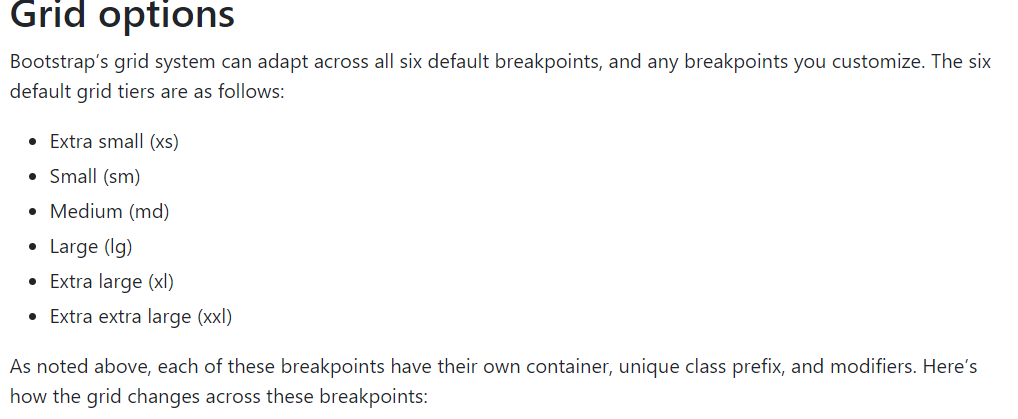 Grid options
Bootstrap’s grid system can adapt across all six default breakpoints, and any breakpoints you customize. The six
default grid tiers are as follows:
• Extra small (xs)
• Small (sm)
• Medium (md)
• Large (lg)
• Extra large (xl)
• Extra extra large (xxl)
As noted above, each of these breakpoints have their own container, unique class prefix, and modifiers. Here’s
how the grid changes across these breakpoints: